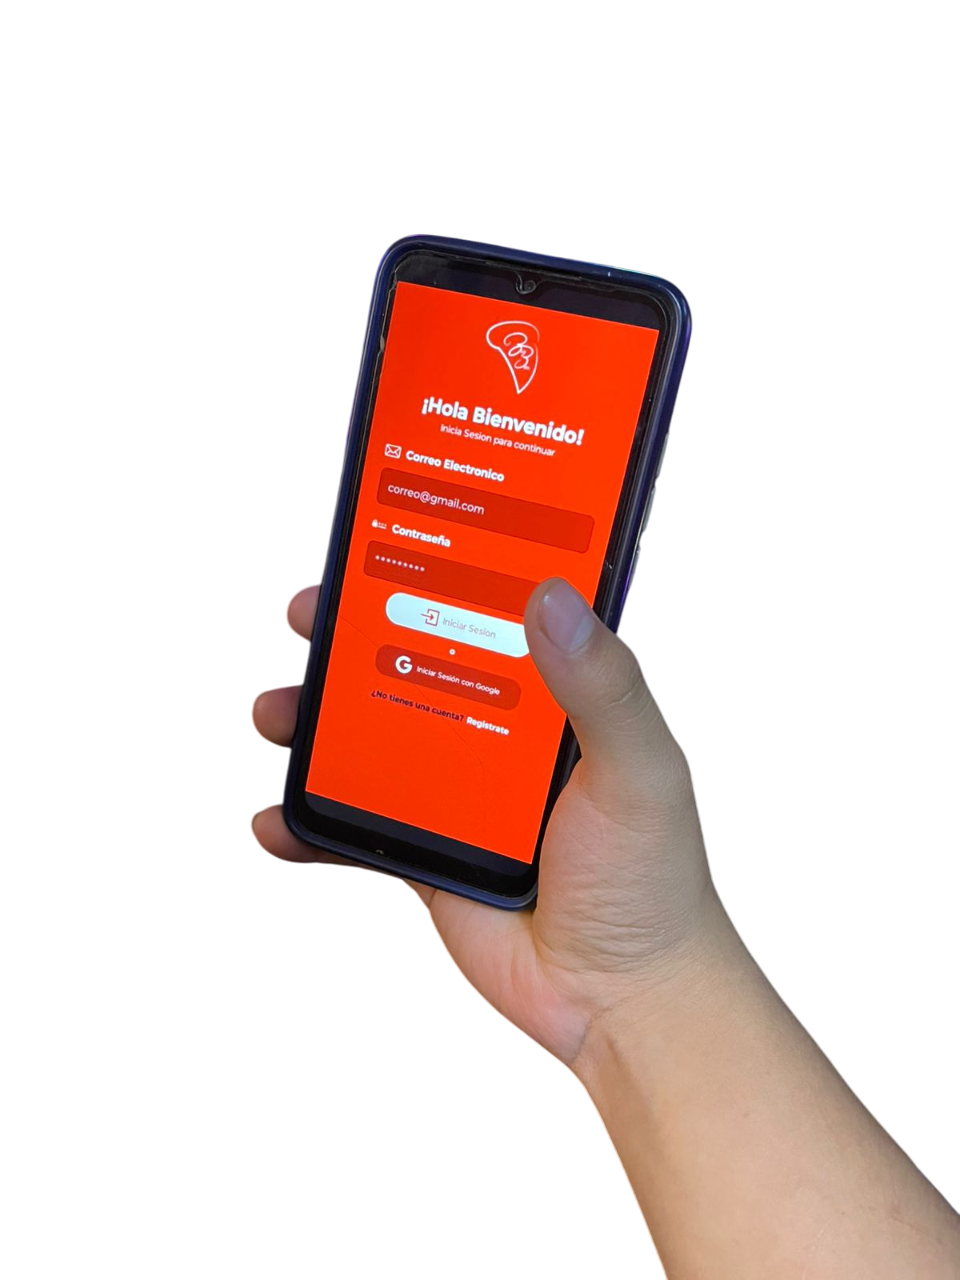 ¡Hola Bienvenido!
Inicia Sesion para continuar
Correo Electronico
correo@gmail.com
Contraseña
*********
Iniciar Sesión
o
G Iniciar Sesión con Google
¿No tienes una cuenta? Registrate